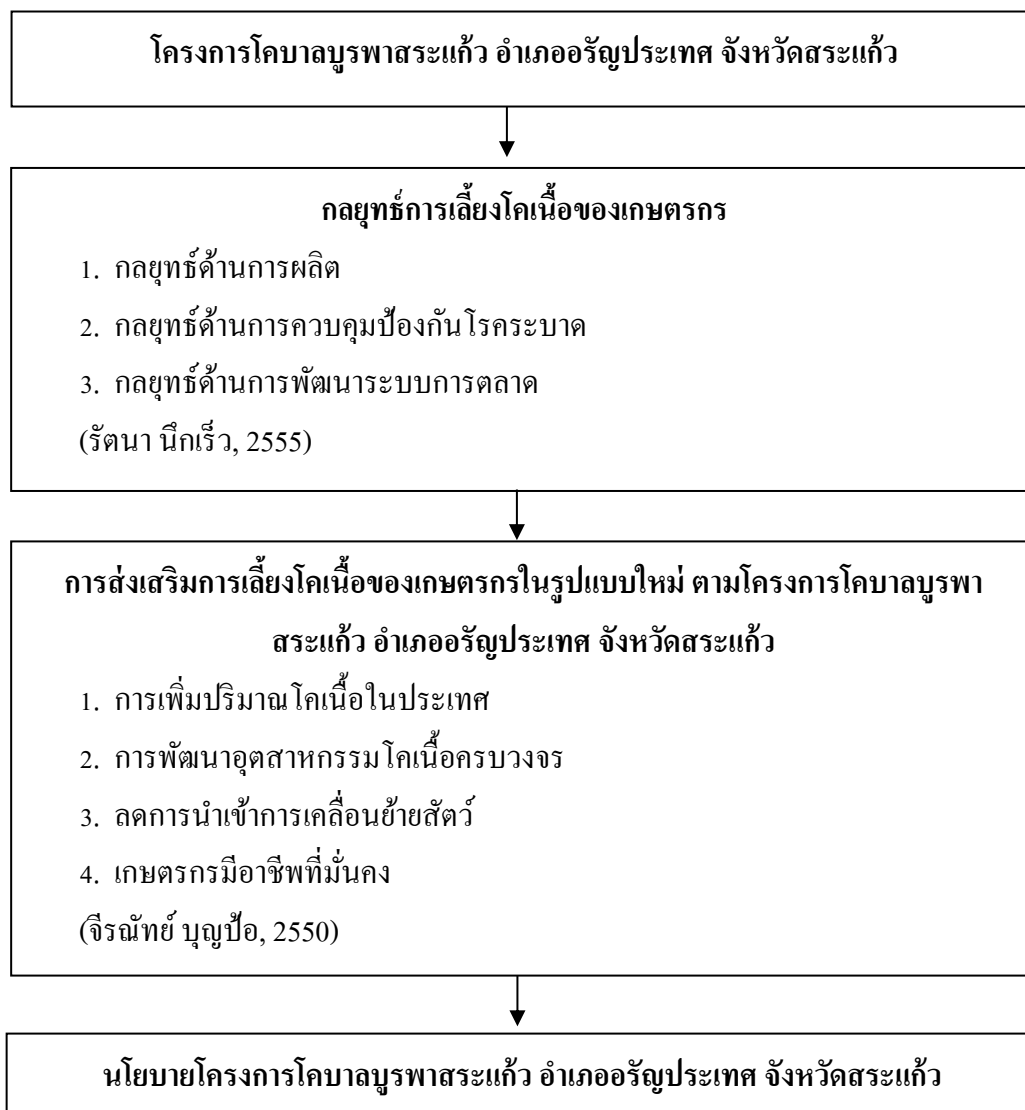 โครงการโคบาลบูรพาสระแก้ว อำเภออรัญประเทศ จังหวัดสระแก้ว
กลยุทธ์การเลี้ยงโคเนื้อของเกษตรกร
1. กลยุทธ์ด้านการผลิต
2. กลยุทธ์ด้านการควบคุมป้องกันโรคระบาด
3. กลยุทธ์ด้านการพัฒนาระบบการตลาด
(รัตนา นึกเร็ว, 2555)
การส่งเสริมการเลี้ยงโคเนื้อของเกษตรกรในรูปแบบใหม่ ตามโครงการโคบาลบูรพา
สระแก้ว อำเภออรัญประเทศ จังหวัดสระแก้ว
1. การเพิ่มปริมาณโคเนื้อในประเทศ
2. การพัฒนาอุตสาหกรรมโคเนื้อครบวงจร
3. ลดการนำเข้าการเคลื่อนย้ายสัตว์
4. เกษตรกรมีอาชีพที่มั่นคง
(จีรณัทย์ บุญป้อ, 2550)
นโยบายโครงการโคบาลบูรพาสระแก้ว อำเภออรัญประเทศ จังหวัดสระแก้ว